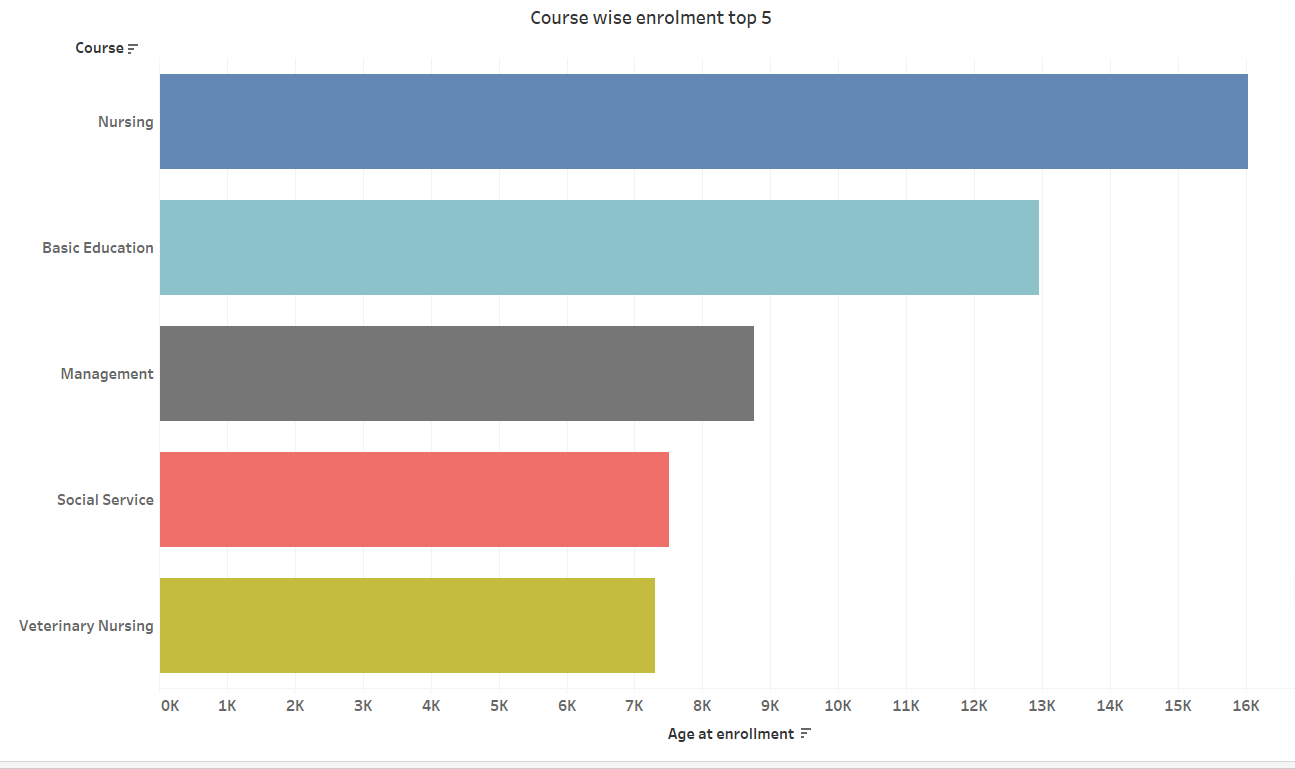 Course wise enrolment top 5
Course
Nursing
Basic Education
Management
Social Service
Veterinary Nursing
0K 1K 2K 3K 4K 5K 6K 7K 8K 9K 10K 11K 12K 13K 14K 15K 16K
Age at enrollment